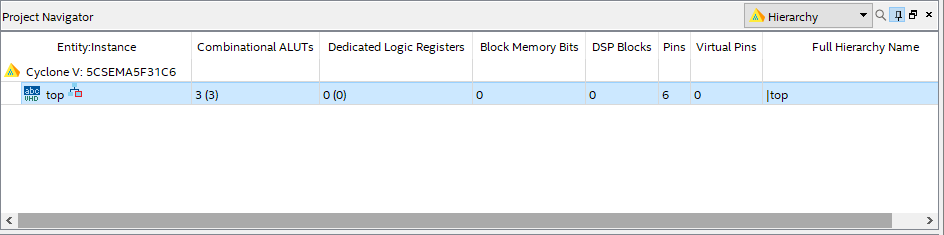 Project Navigator Hierarchy
Entity:Instance Combinational ALUTs Dedicated Logic Registers Block Memory Bits DSP Blocks Pins Virtual Pins Full Hierarchy Name
Cyclone V: 5CSEMA5F31C6
abc VHD top 3 (3) 0 (0) 0 0 6 0 |top